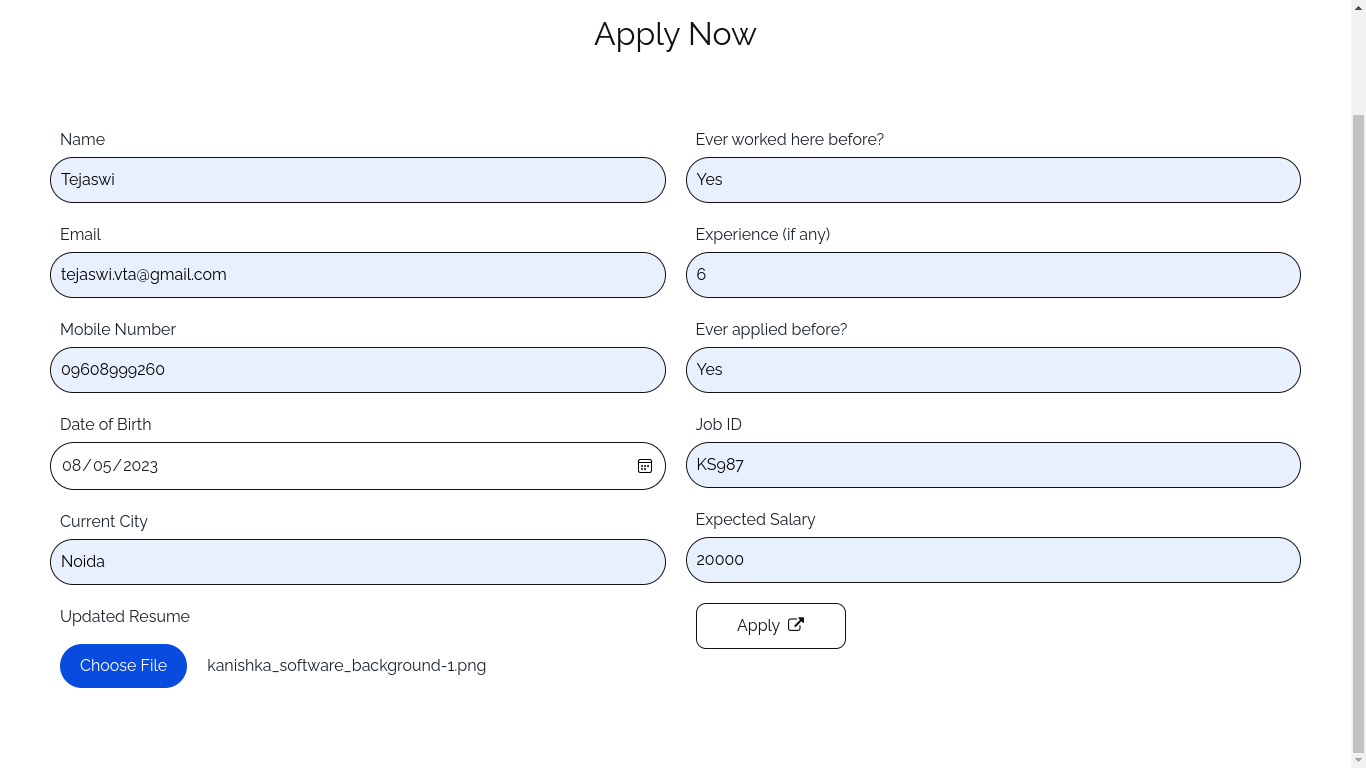 Apply Now
Name
Tejaswi
Email
tejaswi.vta@gmail.com
Mobile Number
09608999260
Date of Birth
08/05/2023
Current City
Noida
Updated Resume
Choose File kanishka_software_background-1.png
Ever worked here before?
Yes
Experience (if any)
6
Ever applied before?
Yes
Job ID
KS987
Expected Salary
20000
Apply